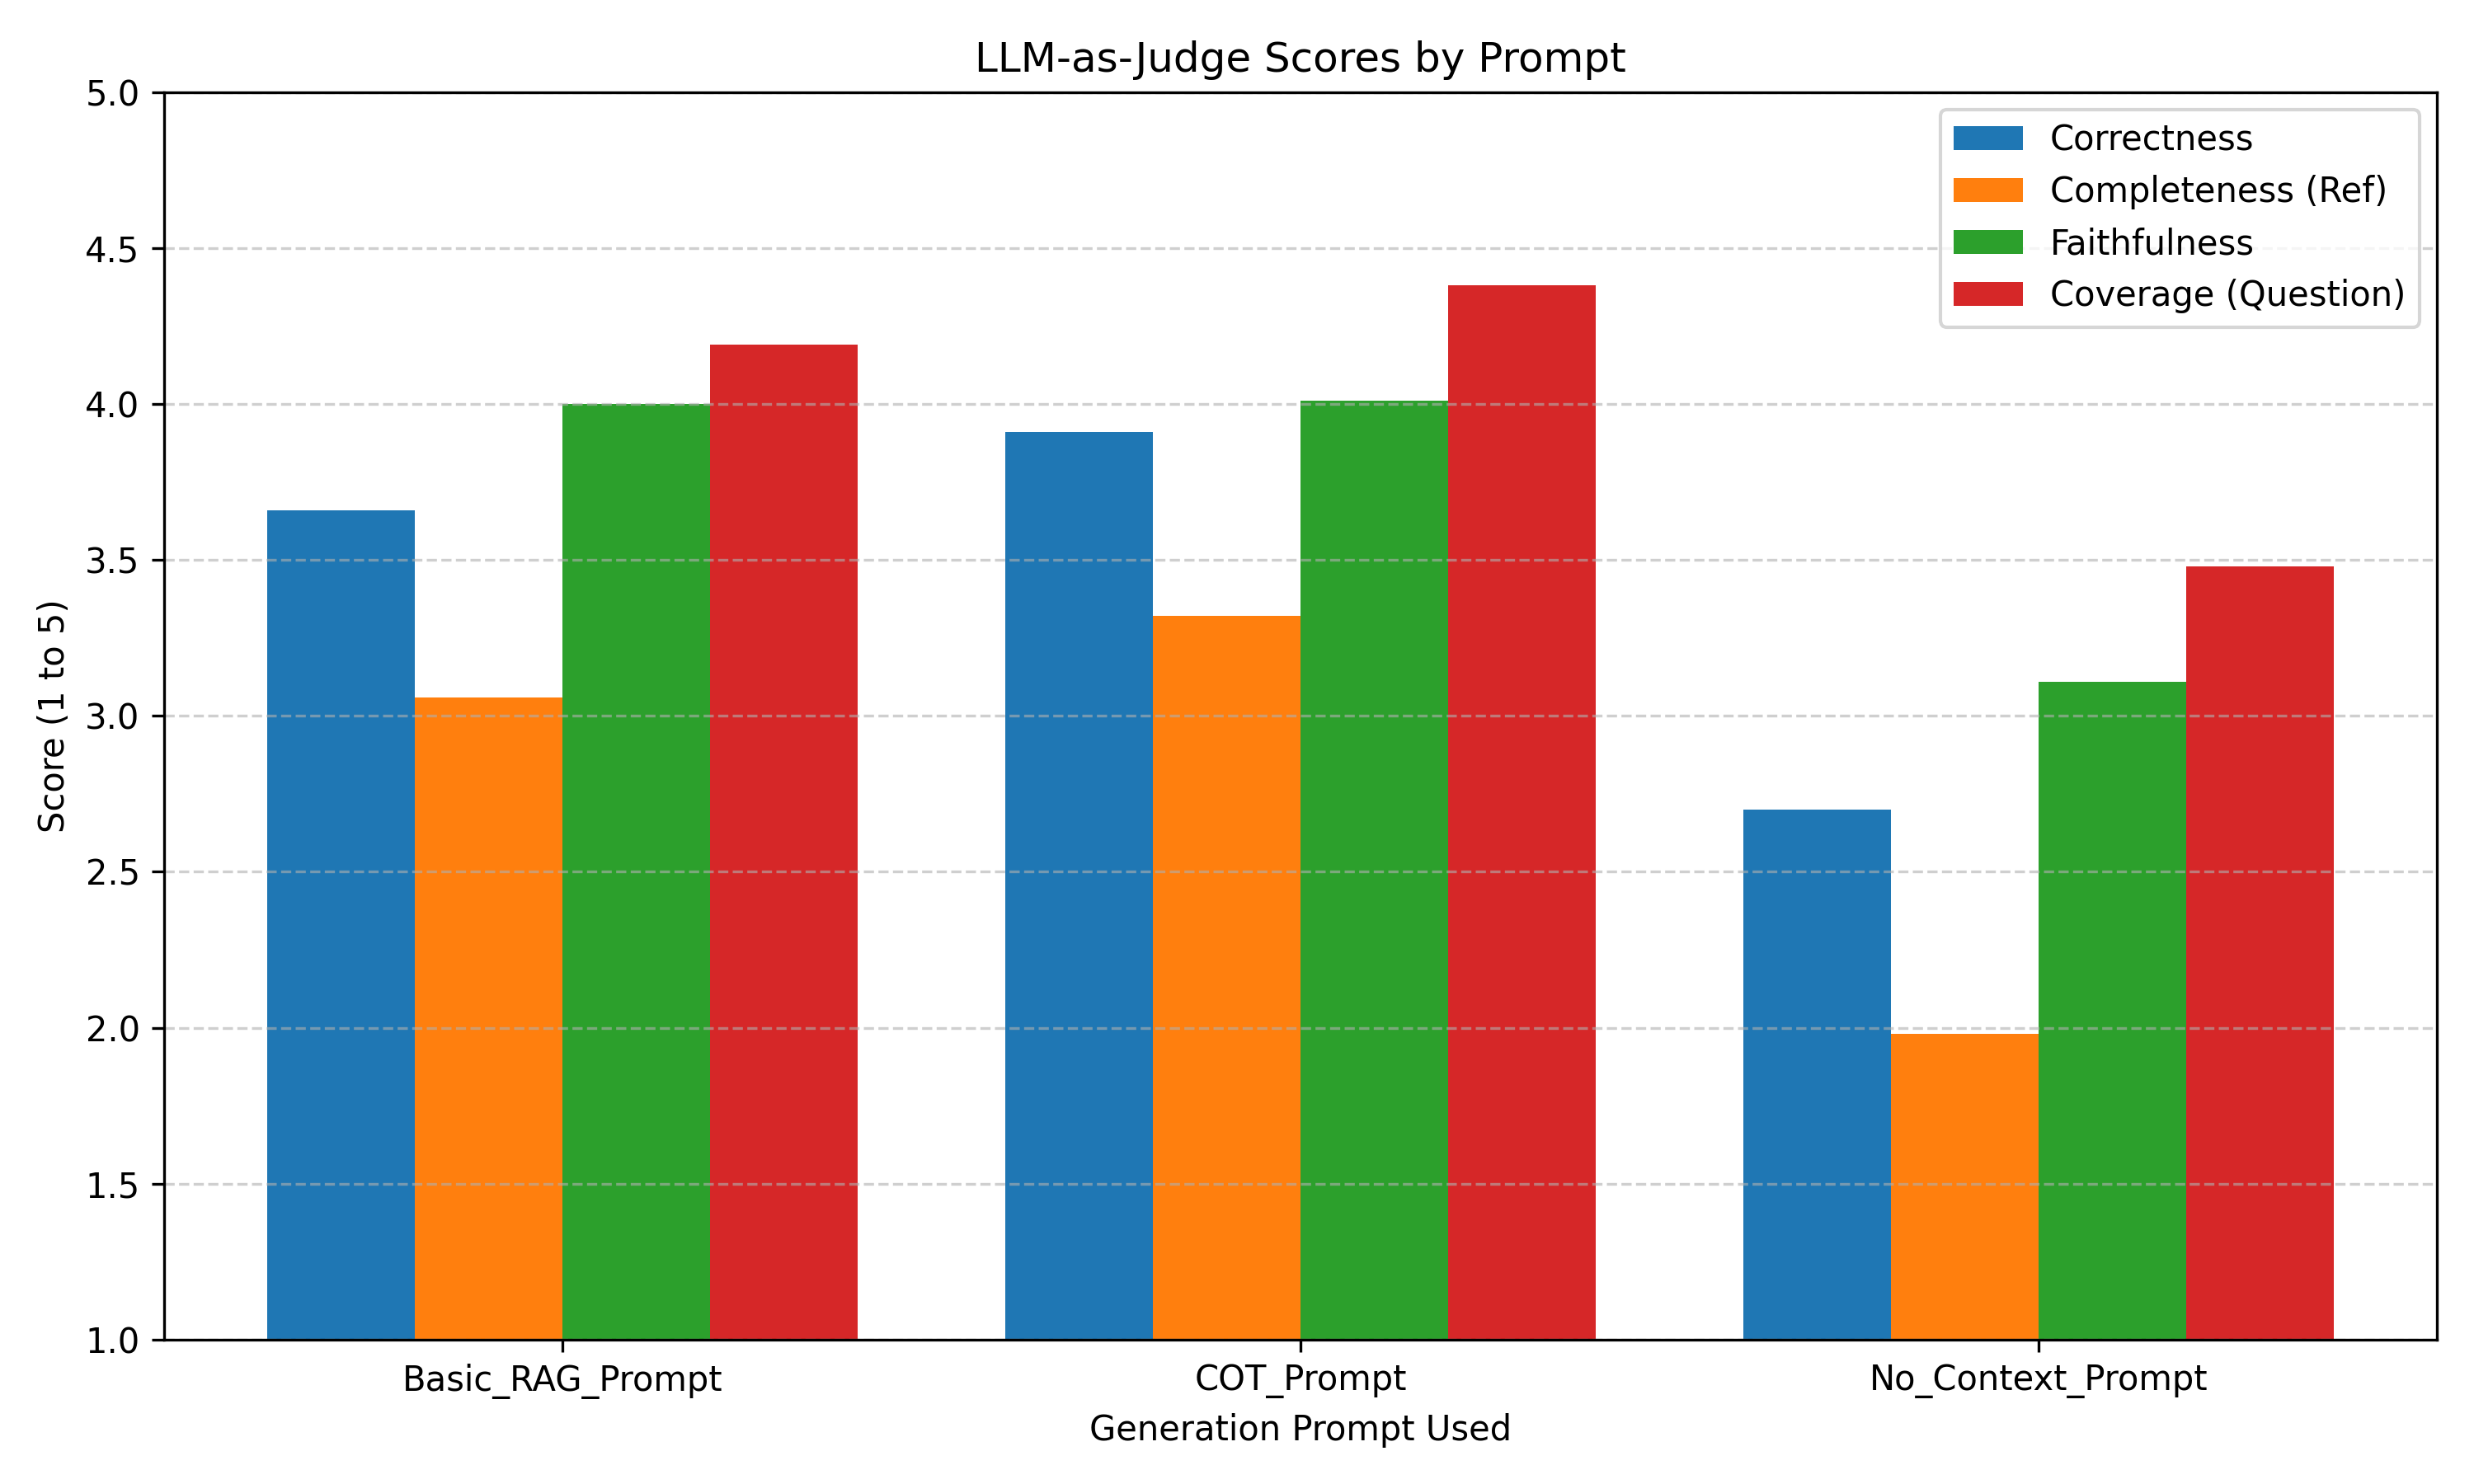 LLM-as-Judge Scores by Prompt
Correctness
Completeness (Ref)
Faithfulness
Coverage (Question)
Score (1 to 5)
5.0
4.5
4.0
3.5
3.0
2.5
2.0
1.5
1.0
Basic_RAG_Prompt
COT_Prompt
No_Context_Prompt
Generation Prompt Used